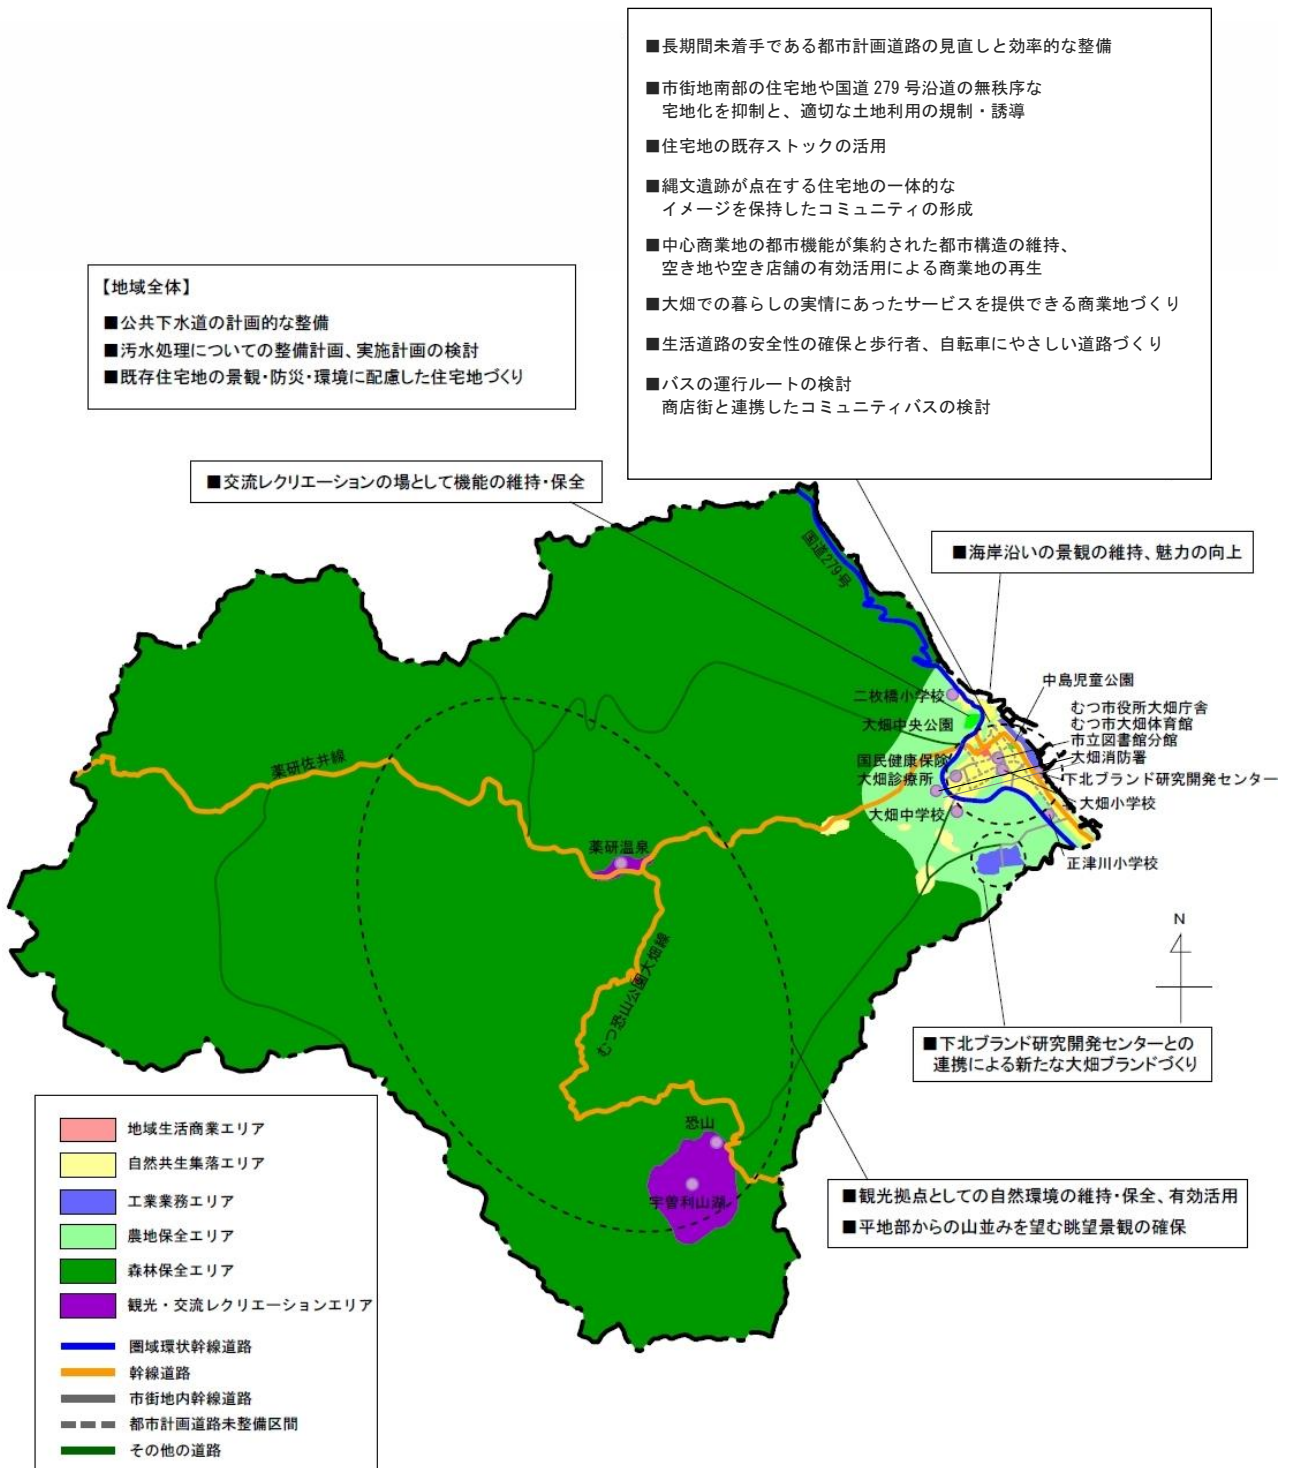 ■長期間未着手である都市計画道路の見直しと効率的な整備
■市街地南部の住宅地や国道 279 号沿道の無秩序な
宅地化を抑制と、適切な土地利用の規制・誘導
■住宅地の既存ストックの活用
■縄文遺跡が点在する住宅地の一体的な
イメージを保持したコミュニティの形成
■中心商業地の都市機能が集約された都市構造の維持、
空き地や空き店舗の有効活用による商業地の再生
■大畑での暮らしの実情にあったサービスを提供できる商業地づくり
■生活道路の安全性の確保と歩行者、自転車にやさしい道路づくり
■バスの運行ルートの検討
商店街と連携したコミュニティバスの検討
【地域全体】
■公共下水道の計画的な整備
■汚水処理についての整備計画、実施計画の検討
■既存住宅地の景観・防災・環境に配慮した住宅地づくり
■交流レクリエーションの場として機能の維持・保全
■海岸沿いの景観の維持、魅力の向上
国道279号
二枚橋小学校
大畑中央公園
国民健康保険
大畑診療所
大畑中学校
中島児童公園
むつ市役所大畑庁舎
むつ市大畑体育館
市立図書館分館
大畑消防署
下北ブランド研究開発センター
大畑小学校
正津川小学校
薬研佐井線
薬研温泉
むつ恐山公園大畑線
恐山
宇曽利山湖
N
■下北ブランド研究開発センターとの
連携による新たな大畑ブランドづくり
■観光拠点としての自然環境の維持・保全、有効活用
■平地部からの山並みを望む眺望景観の確保
地域生活商業エリア
自然共生集落エリア
工業業務エリア
農地保全エリア
森林保全エリア
観光・交流レクリエーションエリア
圏域環状幹線道路
幹線道路
市街地内幹線道路
都市計画道路未整備区間
その他の道路